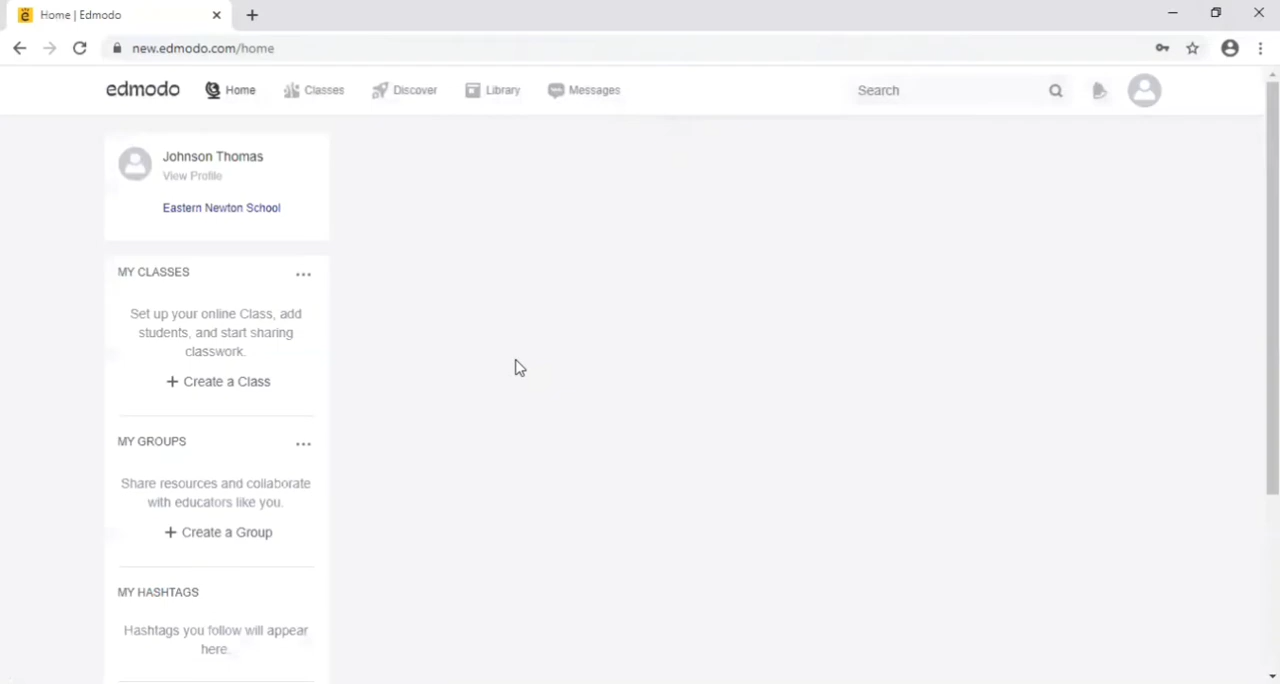 Home | Edmodo
new.edmodo.com/home
edmodo Home Classes Discover Library Messages Search
Johnson Thomas
View Profile
Eastern Newton School
MY CLASSES
Set up your online Class, add
students, and start sharing
classwork.
+ Create a Class
MY GROUPS
Share resources and collaborate
with educators like you.
+ Create a Group
MY HASHTAGS
Hashtags you follow will appear
here.